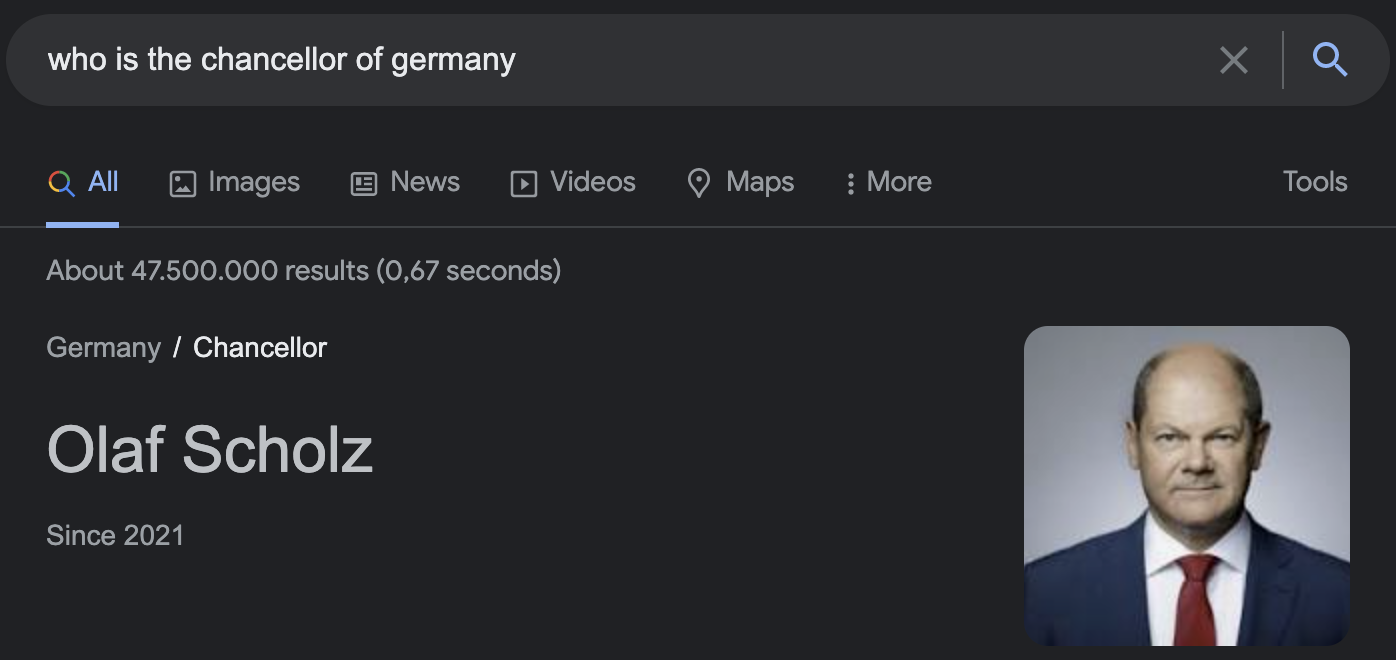 who is the chancellor of germany
All Images News Videos Maps More Tools
About 47.500.000 results (0,67 seconds)
Germany / Chancellor
Olaf Scholz
Since 2021